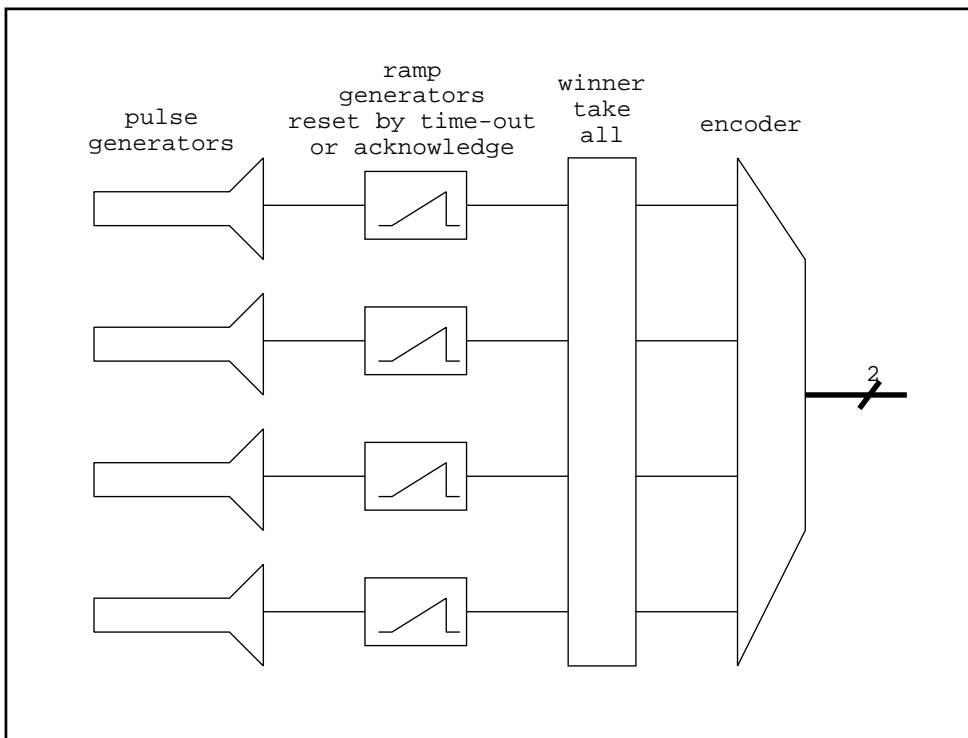 pulse
generators
ramp
generators
reset by time-out
or acknowledge
winner
take
all
encoder
2